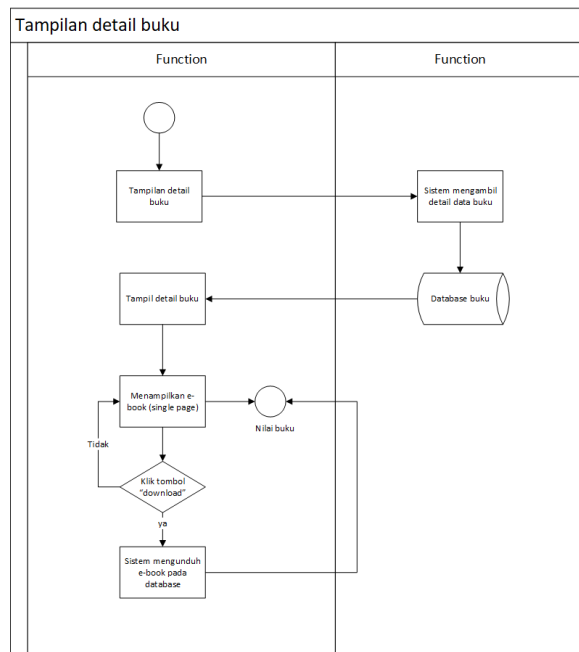 Tampilan detail buku
Function
Function
Tampilan detail
buku
Sistem mengambil
detail data buku
Tampil detail buku
Database buku
Menampilkan e-
book (single page)
Nilai buku
Tidak
Klik tombol
“download”
ya
Sistem mengunduh
e-book pada
database